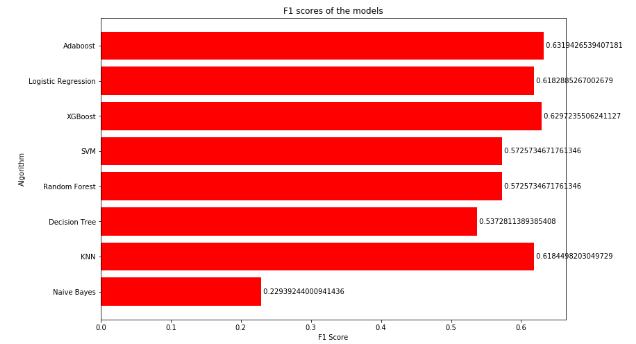 F1 scores of the models
Adaboost 0.6319426539407181
Logistic Regression 0.6182885267002679
XGBoost 0.6297235506241127
SVM 0.5725734671761346
Random Forest 0.5725734671761346
Decision Tree 0.5372811389385408
KNN 0.6184498203049729
Naive Bayes 0.22939244000941436
Algorithm
0.0 0.1 0.2 0.3 0.4 0.5 0.6
F1 Score